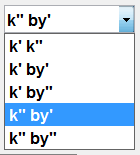 k" by'
k' k"
k' by'
k' by"
k" by'
k" by"